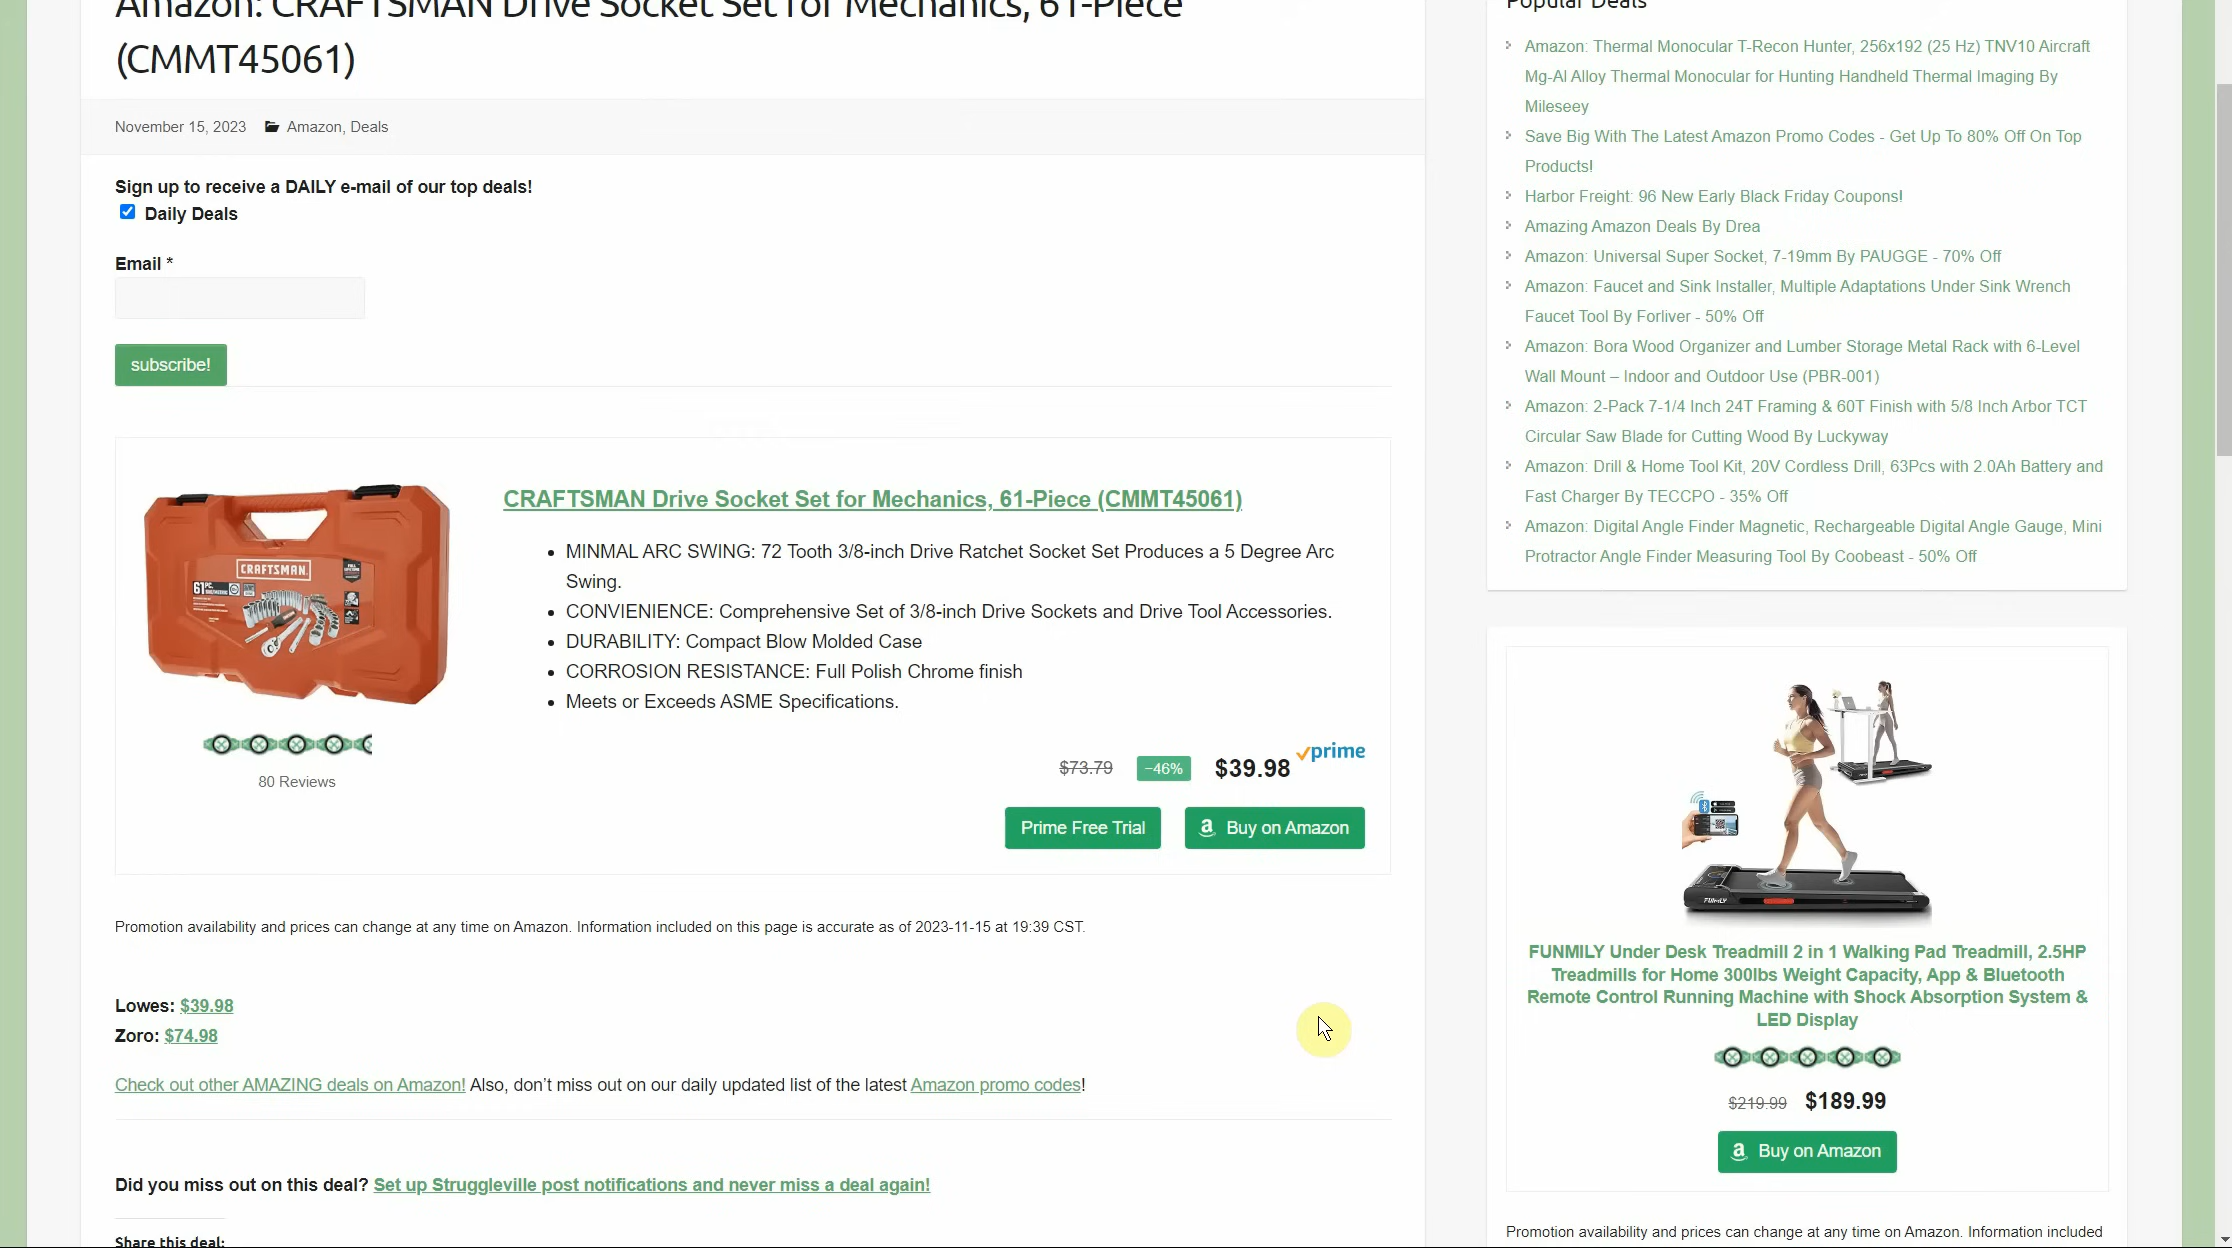 Amazon: CRAFTSMAN Drive Socket Set for Mechanics, 61-Piece
(CMMT45061)
November 15, 2023 Amazon, Deals
Sign up to receive a DAILY e-mail of our top deals!
Daily Deals
Email *
subscribe!
CRAFTSMAN
61
CRAFTSMAN Drive Socket Set for Mechanics, 61-Piece (CMMT45061)
MINMAL ARC SWING: 72 Tooth 3/8-inch Drive Ratchet Socket Set Produces a 5 Degree Arc
Swing.
CONVIENIENCE: Comprehensive Set of 3/8-inch Drive Sockets and Drive Tool Accessories.
DURABILITY: Compact Blow Molded Case
CORROSION RESISTANCE: Full Polish Chrome finish
Meets or Exceeds ASME Specifications.
80 Reviews
$73.79 −46% $39.98 prime
Prime Free Trial
Buy on Amazon
Promotion availability and prices can change at any time on Amazon. Information included on this page is accurate as of 2023-11-15 at 19:39 CST.
Lowes: $39.98
Zoro: $74.98
Check out other AMAZING deals on Amazon! Also, don't miss out on our daily updated list of the latest Amazon promo codes!
Did you miss out on this deal? Set up Struggleville post notifications and never miss a deal again!
Share this deal:
Popular Deals
Amazon: Thermal Monocular T-Recon Hunter, 256x192 (25 Hz) TNV10 Aircraft
Mg-Al Alloy Thermal Monocular for Hunting Handheld Thermal Imaging By
Mileseey
Save Big With The Latest Amazon Promo Codes - Get Up To 80% Off On Top
Products!
Harbor Freight: 96 New Early Black Friday Coupons!
Amazing Amazon Deals By Drea
Amazon: Universal Super Socket, 7-19mm By PAUGGE - 70% Off
Amazon: Faucet and Sink Installer, Multiple Adaptations Under Sink Wrench
Faucet Tool By Forliver - 50% Off
Amazon: Bora Wood Organizer and Lumber Storage Metal Rack with 6-Level
Wall Mount – Indoor and Outdoor Use (PBR-001)
Amazon: 2-Pack 7-1/4 Inch 24T Framing & 60T Finish with 5/8 Inch Arbor TCT
Circular Saw Blade for Cutting Wood By Luckyway
Amazon: Drill & Home Tool Kit, 20V Cordless Drill, 63Pcs with 2.0Ah Battery and
Fast Charger By TECCPO - 35% Off
Amazon: Digital Angle Finder Magnetic, Rechargeable Digital Angle Gauge, Mini
Protractor Angle Finder Measuring Tool By Coobeast - 50% Off
FUNMILY
FUNMILY Under Desk Treadmill 2 in 1 Walking Pad Treadmill, 2.5HP
Treadmills for Home 300lbs Weight Capacity, App & Bluetooth
Remote Control Running Machine with Shock Absorption System &
LED Display
$219.99 $189.99
Buy on Amazon
Promotion availability and prices can change at any time on Amazon. Information included